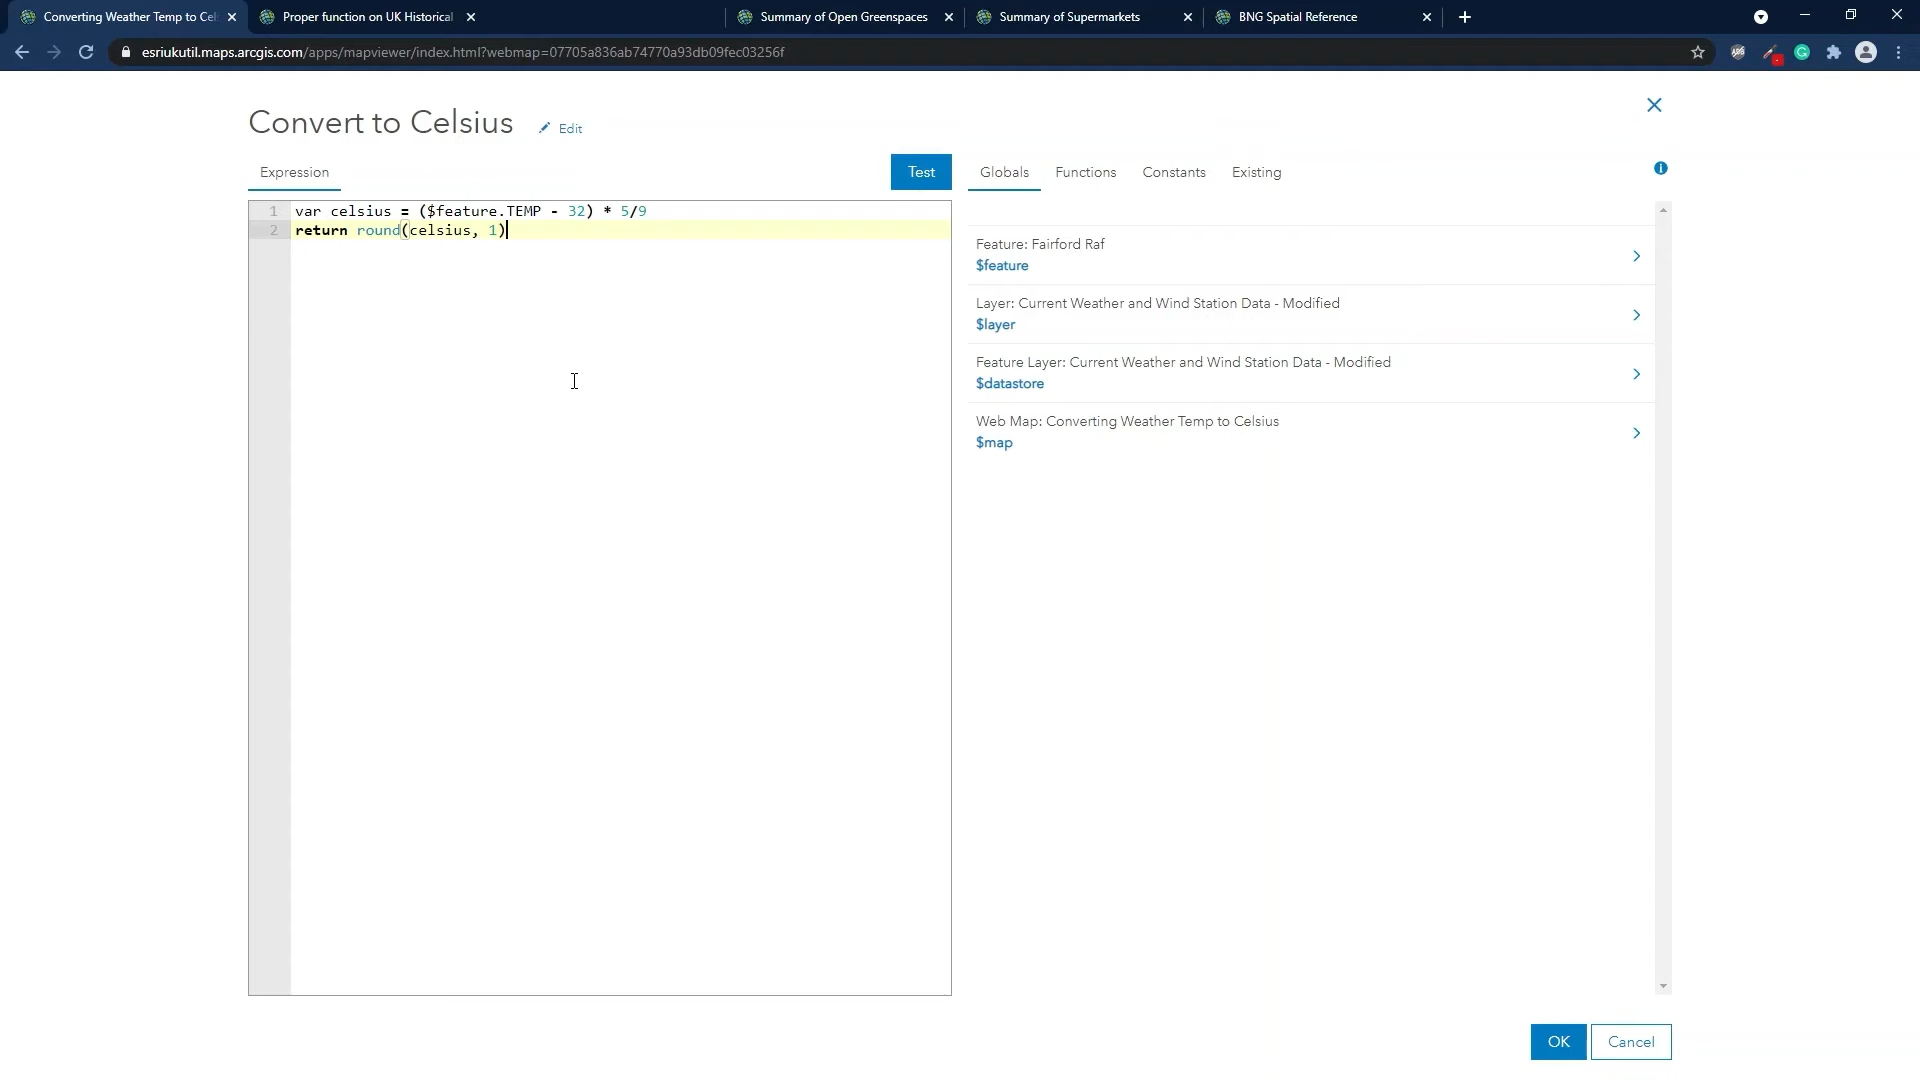 Converting Weather Temp to Cel
Proper function on UK Historical
Summary of Open Greenspaces
Summary of Supermarkets
BNG Spatial Reference
esriukutil.maps.arcgis.com/apps/mapviewer/index.html?webmap=07705a836ab74770a93db09fec03256f
Convert to Celsius
Edit
Expression
Test
Globals
Functions
Constants
Existing
1 var celsius = ($feature.TEMP - 32) * 5/9
2 return round(celsius, 1)
Feature: Fairford Raf
$feature
Layer: Current Weather and Wind Station Data - Modified
$layer
Feature Layer: Current Weather and Wind Station Data - Modified
$datastore
Web Map: Converting Weather Temp to Celsius
$map
OK
Cancel